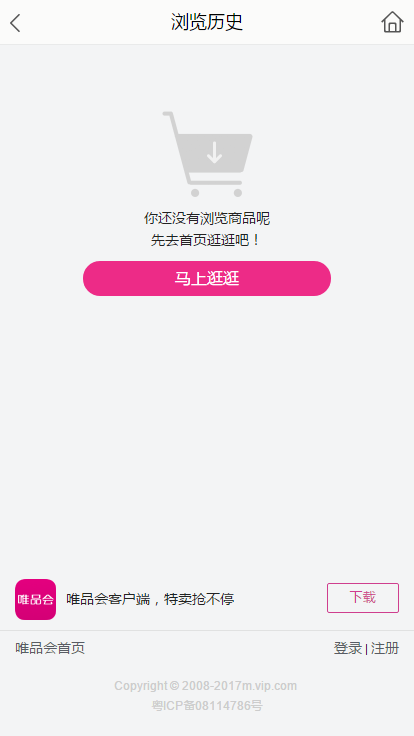 浏览历史
你还没有浏览商品呢
先去首页逛逛吧！
马上逛逛
唯品会
唯品会客户端，特卖抢不停
下载
唯品会首页
登录|注册
Copyright © 2008-2017m.vip.com
粤ICP备08114786号